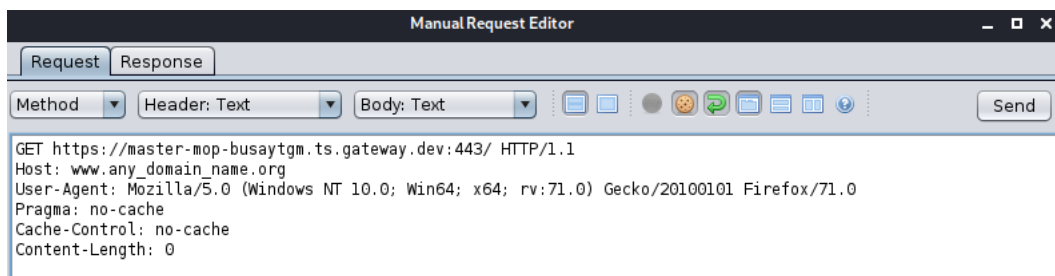 Manual Request Editor
Request Response
Method Header: Text Body: Text Send
GET https://master-mop-busaytgm.ts.gateway.dev:443/ HTTP/1.1
Host: www.any_domain_name.org
User-Agent: Mozilla/5.0 (Windows NT 10.0; Win64; x64; rv:71.0) Gecko/20100101 Firefox/71.0
Pragma: no-cache
Cache-Control: no-cache
Content-Length: 0